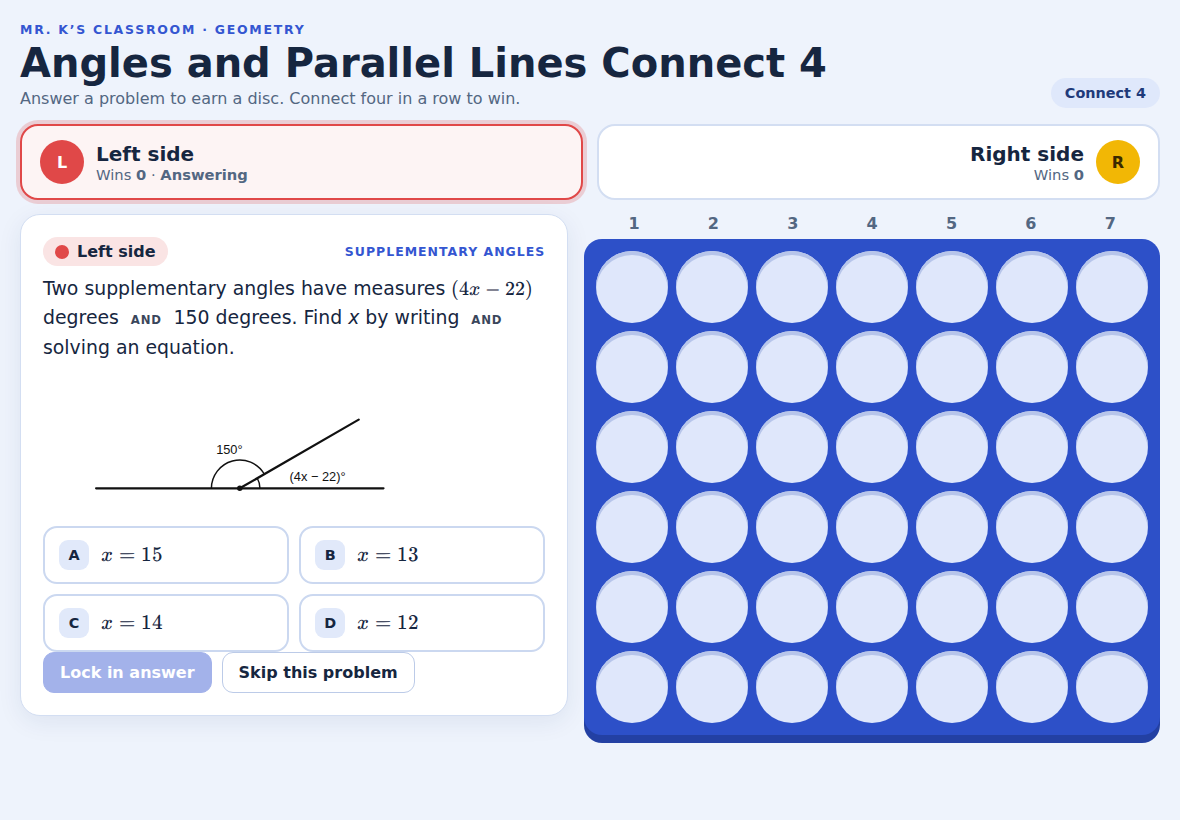 MR. K'S CLASSROOM · GEOMETRY
Angles and Parallel Lines Connect 4
Answer a problem to earn a disc. Connect four in a row to win.
Connect 4
L
Left side
Wins 0 · Answering
Right side
Wins 0
R
Left side
SUPPLEMENTARY ANGLES
Two supplementary angles have measures (4x − 22)
degrees AND 150 degrees. Find x by writing AND
solving an equation.
150°
(4x − 22)°
A x = 15
B x = 13
C x = 14
D x = 12
Lock in answer
Skip this problem
1 2 3 4 5 6 7